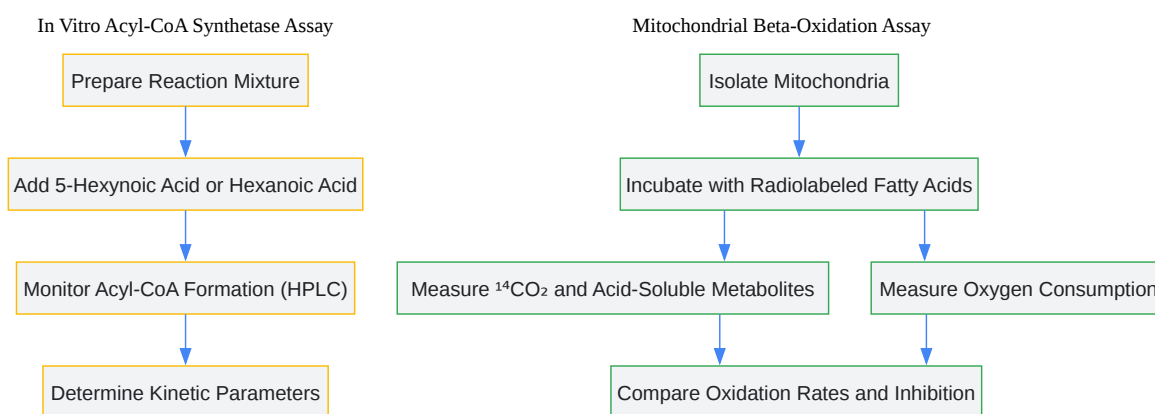 In Vitro Acyl-CoA Synthetase Assay
Prepare Reaction Mixture
Add 5-Hexynoic Acid or Hexanoic Acid
Monitor Acyl-CoA Formation (HPLC)
Determine Kinetic Parameters
Mitochondrial Beta-Oxidation Assay
Isolate Mitochondria
Incubate with Radiolabeled Fatty Acids
Measure ¹⁴CO₂ and Acid-Soluble Metabolites
Measure Oxygen Consumption
Compare Oxidation Rates and Inhibition